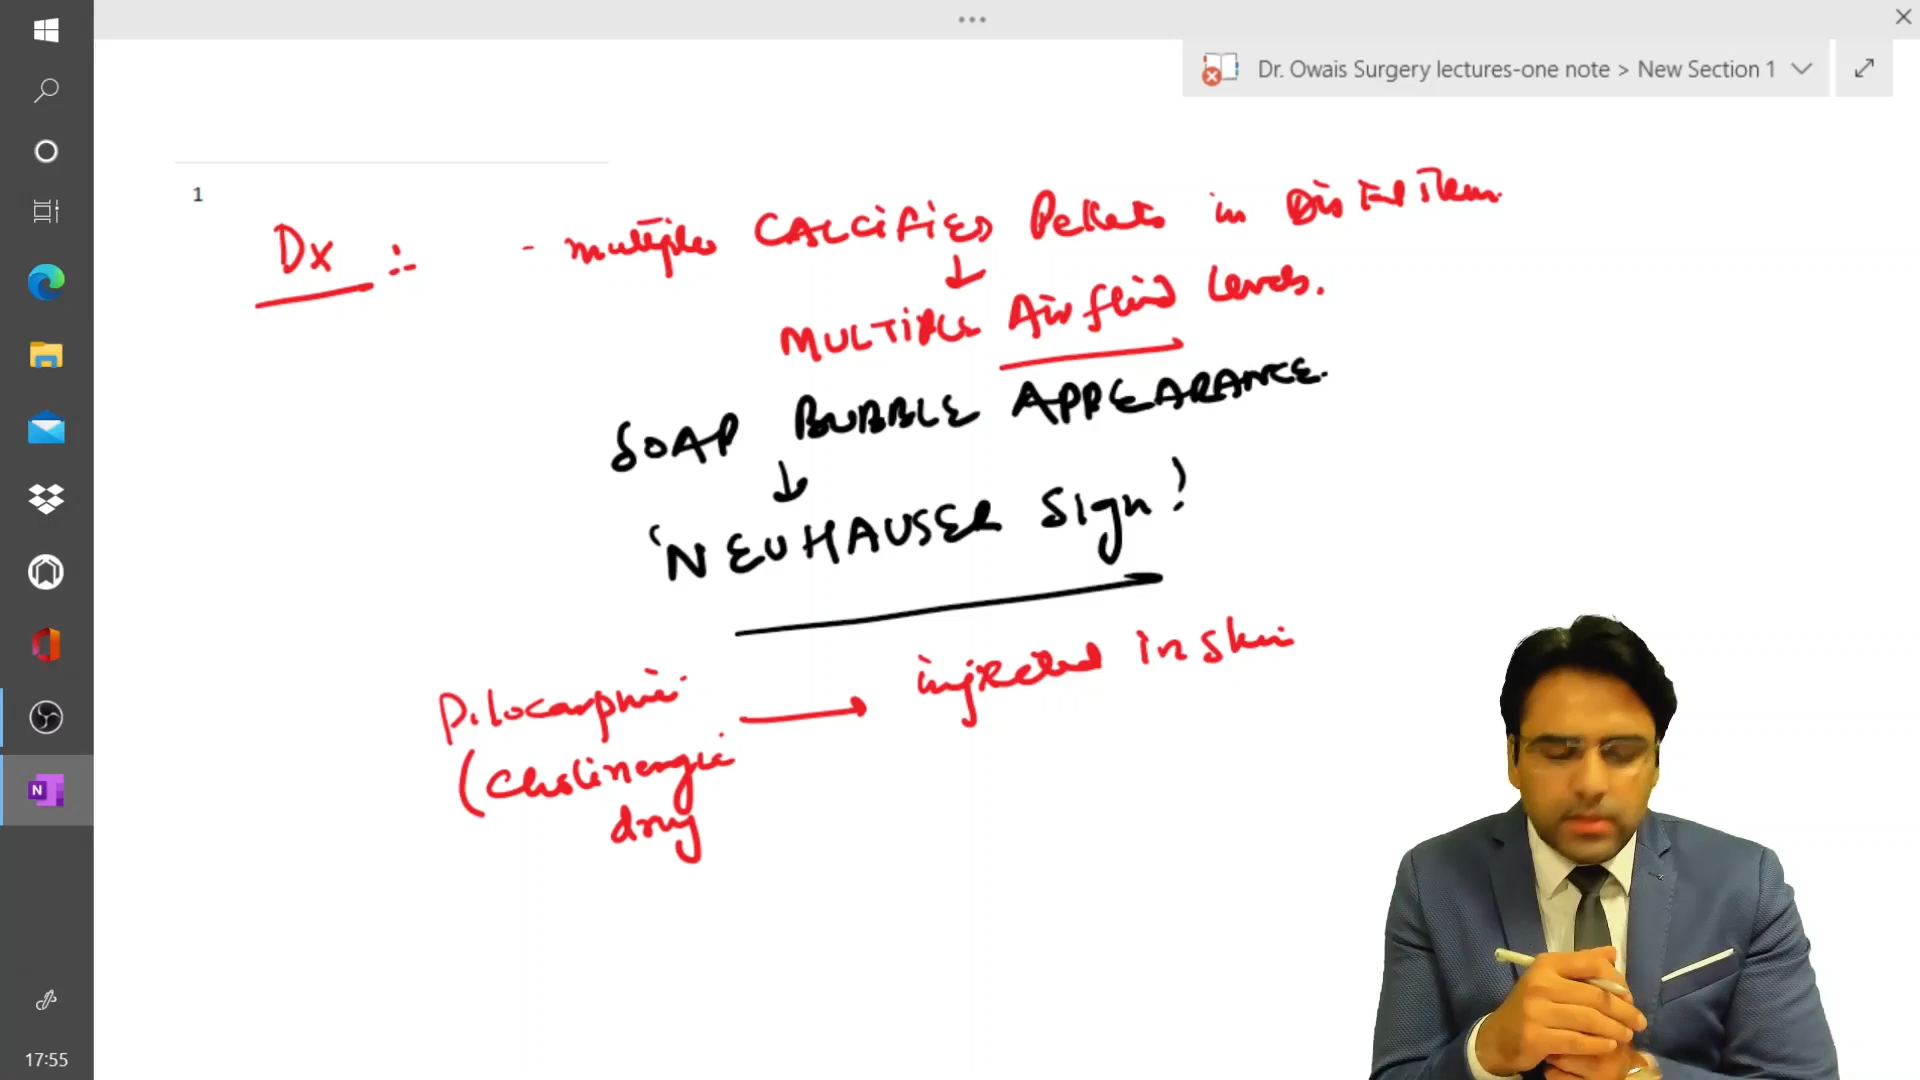 Dr. Owais Surgery lectures-one note > New Section 1
1
Dx :- - multiple CALCIFIED Pellets in Distal Ilem.
↓
MULTIPLE Air fluid Levels.
SOAP BUBBLE APPEARANCE.
↓
'NEUHAUSER Sign'
Pilocarpine → injected in skin
(cholinergic
drug
N
17:55